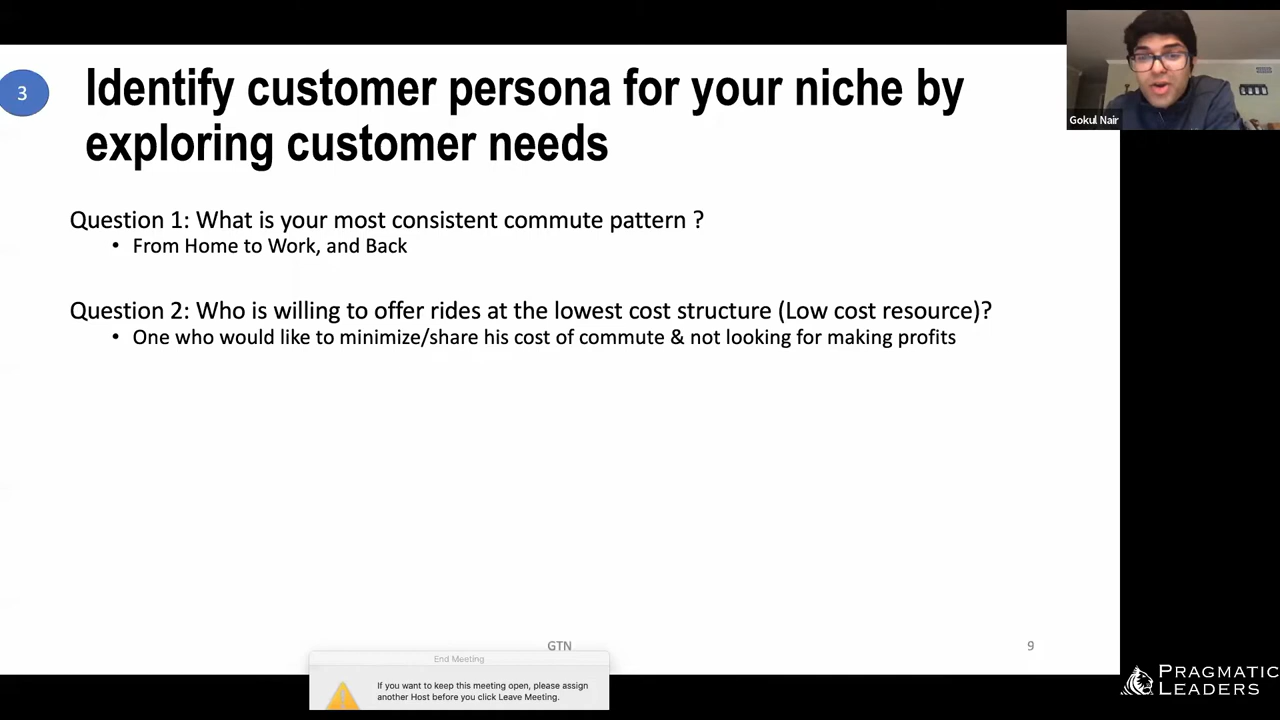 3
Identify customer persona for your niche by
exploring customer needs
Gokul Nair
Question 1: What is your most consistent commute pattern ?
• From Home to Work, and Back
Question 2: Who is willing to offer rides at the lowest cost structure (Low cost resource)?
• One who would like to minimize/share his cost of commute & not looking for making profits
GTN
9
End Meeting
If you want to keep this meeting open, please assign
another Host before you click Leave Meeting.
PRAGMATIC
LEADERS